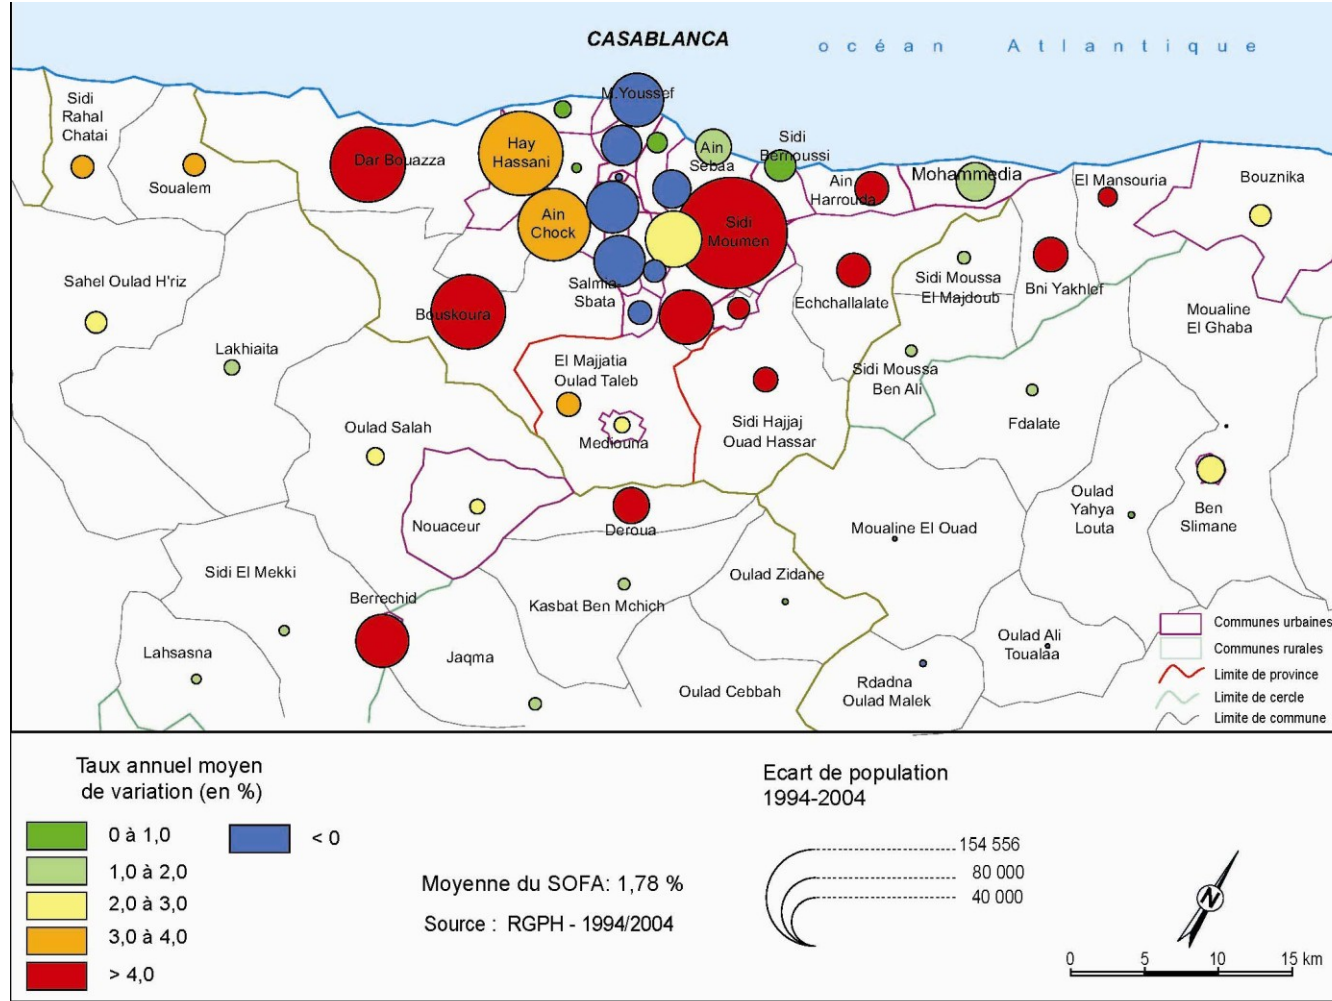 CASABLANCA
océan Atlantique
Sidi
Rahal
Chatai
Soualem
Dar Bouazza
Hay
Hassani
M.Youssef
Ain
Sebaa
Sidi
Bernoussi
Ain
Harrouda
Mohammedia
El Mansouria
Bouznika
Ain
Chock
Sidi
Moumen
Sahel Oulad H'riz
Bouskoura
Salmia-
Sbata
Echchallalate
Sidi Moussa
El Majdoub
Bni Yakhlef
Moualine
El Ghaba
Lakhiaita
El Majjatia
Oulad Taleb
Sidi Moussa
Ben Ali
Oulad Salah
Mediouna
Sidi Hajjaj
Ouad Hassar
Fdalate
Nouaceur
Deroua
Moualine El Ouad
Oulad
Yahya
Louta
Ben
Slimane
Sidi El Mekki
Berrechid
Kasbat Ben Mchich
Oulad Zidane
Lahsasna
Jaqma
Oulad Cebbah
Rdadna
Oulad Malek
Oulad Ali
Toualaa
Communes urbaines
Communes rurales
Limite de province
Limite de cercle
Limite de commune
Taux annuel moyen
de variation (en %)
0 à 1,0
< 0
1,0 à 2,0
2,0 à 3,0
3,0 à 4,0
> 4,0
Moyenne du SOFA: 1,78 %
Source : RGPH - 1994/2004
Ecart de population
1994-2004
154 556
80 000
40 000
N
0 5 10 15 km